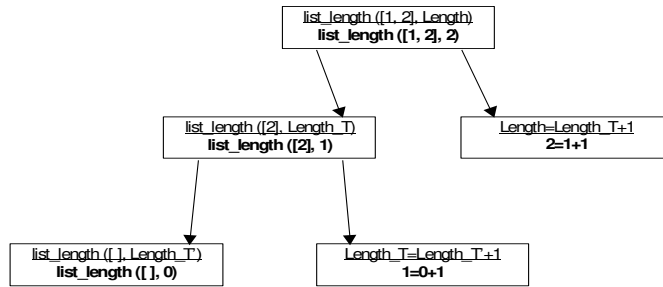 list_length ([1, 2], Length)
list_length ([1, 2], 2)
list_length ([2], Length_T)
list_length ([2], 1)
Length=Length_T+1
2=1+1
list_length ([ ], Length_T')
list_length ([ ], 0)
Length_T=Length_T'+1
1=0+1